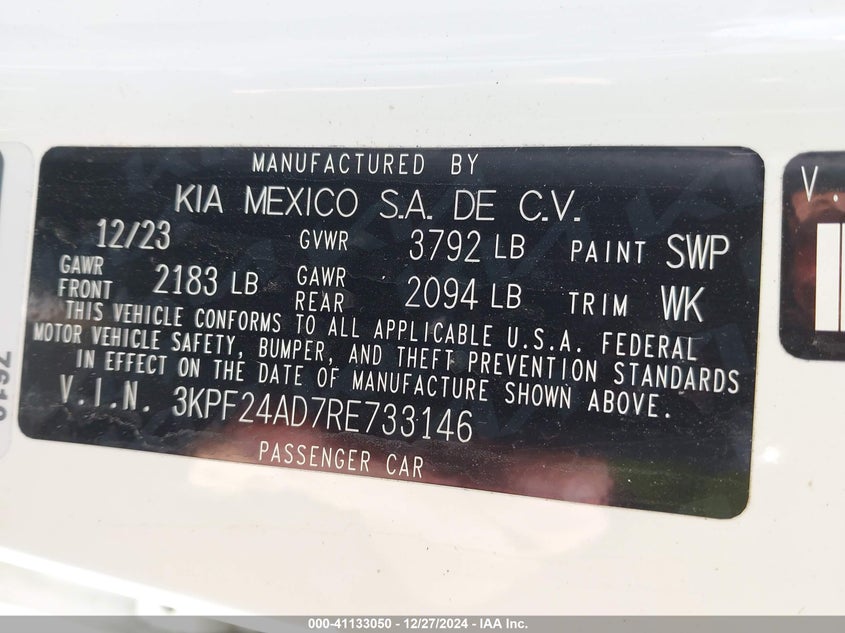 MANUFACTURED BY
KIA MEXICO S.A. DE C.V.
12/23 GVWR 3792 LB PAINT SWP
GAWR FRONT 2183 LB GAWR REAR 2094 LB TRIM WK
THIS VEHICLE CONFORMS TO ALL APPLICABLE U.S.A. FEDERAL
MOTOR VEHICLE SAFETY, BUMPER, AND THEFT PREVENTION STANDARDS
IN EFFECT ON THE DATE OF MANUFACTURE SHOWN ABOVE.
V.I.N. 3KPF24AD7RE733146
PASSENGER CAR
V.
000-41133050 - 12/27/2024 - IAA Inc.